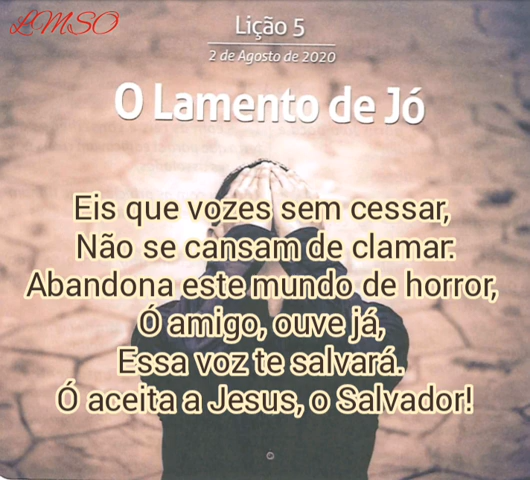 LMSO
Lição 5
2 de Agosto de 2020
O Lamento de Jó
Eis que vozes sem cessar,
Não se cansam de clamar:
Abandona este mundo de horror,
Ó amigo, ouve já,
Essa voz te salvará.
Ó aceita a Jesus, o Salvador!